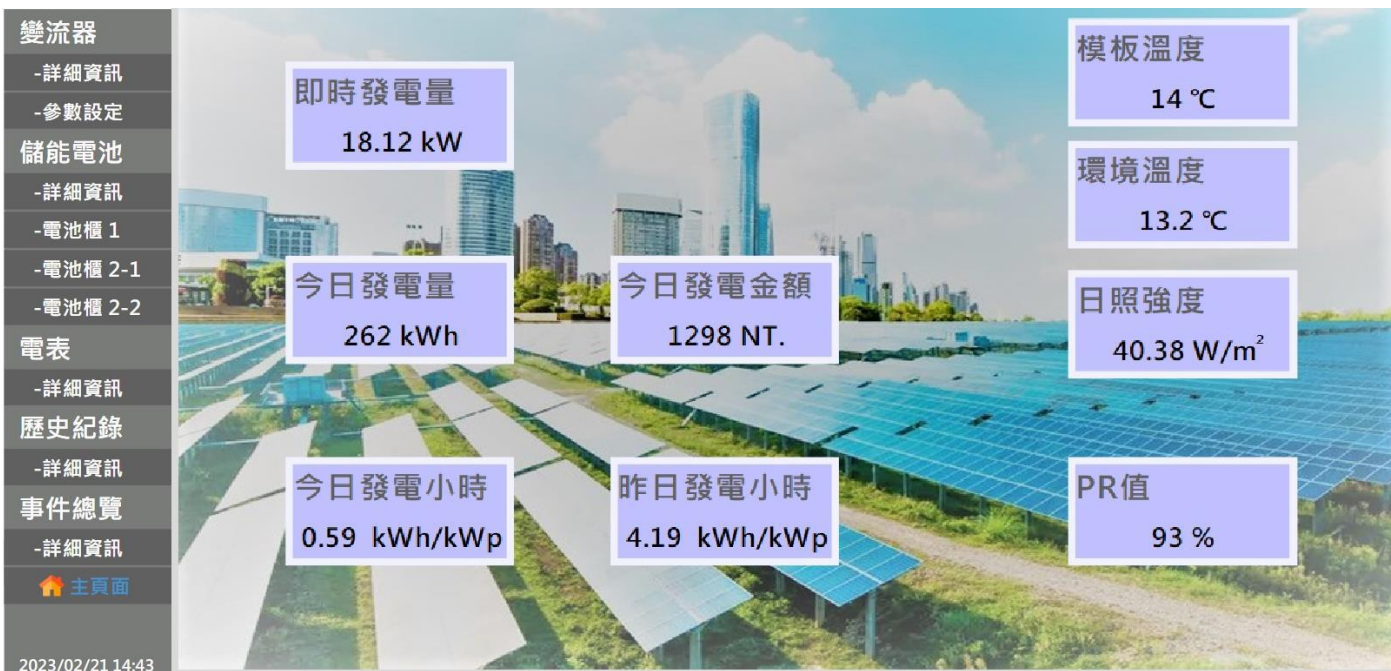 變流器
-詳細資訊
-參數設定
儲能電池
-詳細資訊
-電池櫃 1
-電池櫃 2-1
-電池櫃 2-2
電表
-詳細資訊
歷史紀錄
-詳細資訊
事件總覽
-詳細資訊
主頁面
2023/02/21 14:43
即時發電量
18.12 kW
今日發電量
262 kWh
今日發電金額
1298 NT.
今日發電小時
0.59 kWh/kWp
昨日發電小時
4.19 kWh/kWp
模板溫度
14 ℃
環境溫度
13.2 ℃
日照強度
40.38 W/m²
PR值
93 %